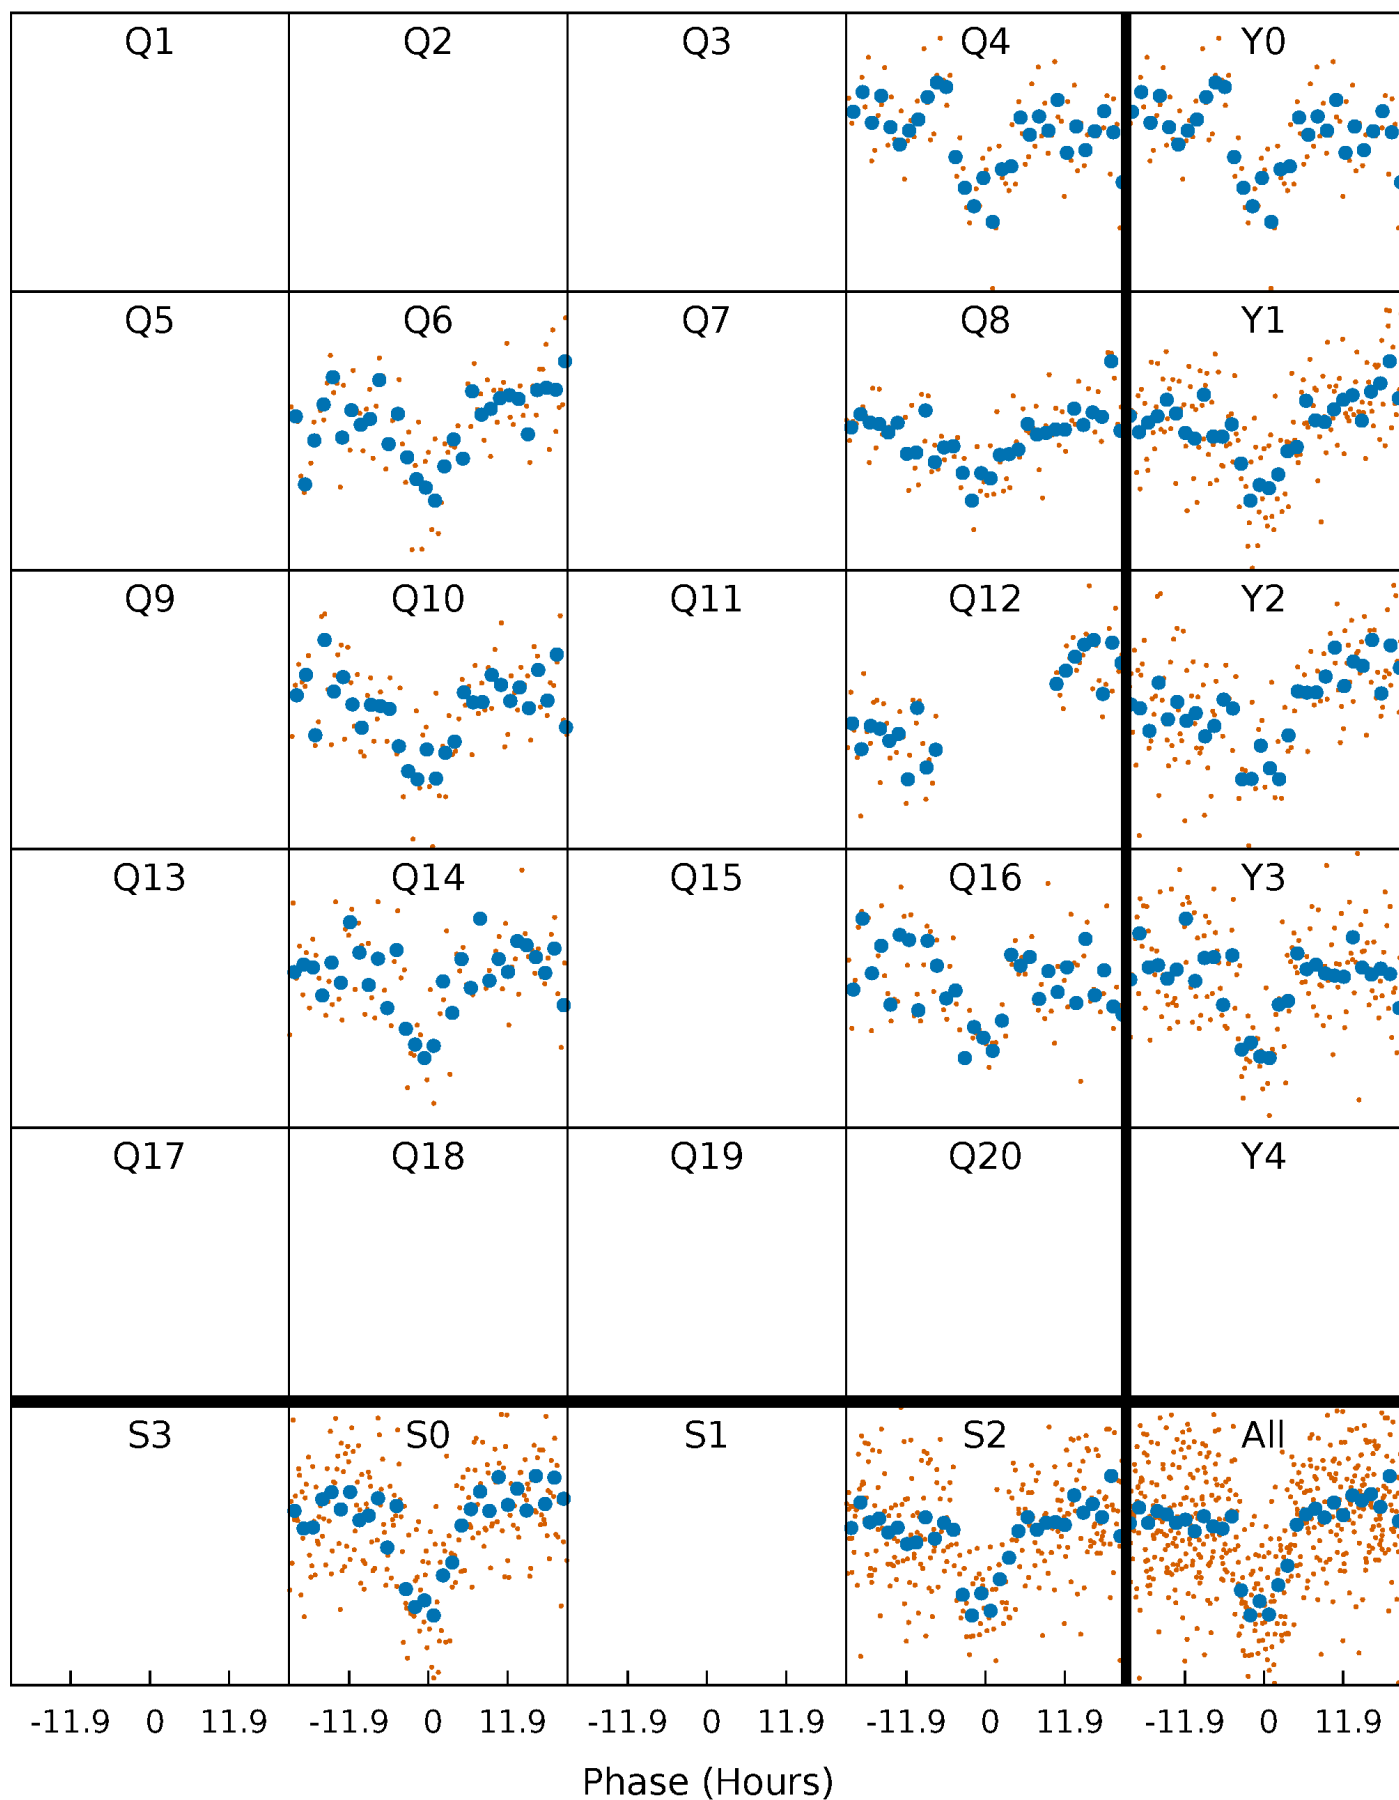 Q1 Q2 Q3 Q4 Y0
Q5 Q6 Q7 Q8 Y1
Q9 Q10 Q11 Q12 Y2
Q13 Q14 Q15 Q16 Y3
Q17 Q18 Q19 Q20 Y4
S3 S0 S1 S2 All
-11.9 0 11.9 -11.9 0 11.9 -11.9 0 11.9 -11.9 0 11.9 -11.9 0 11.9
Phase (Hours)